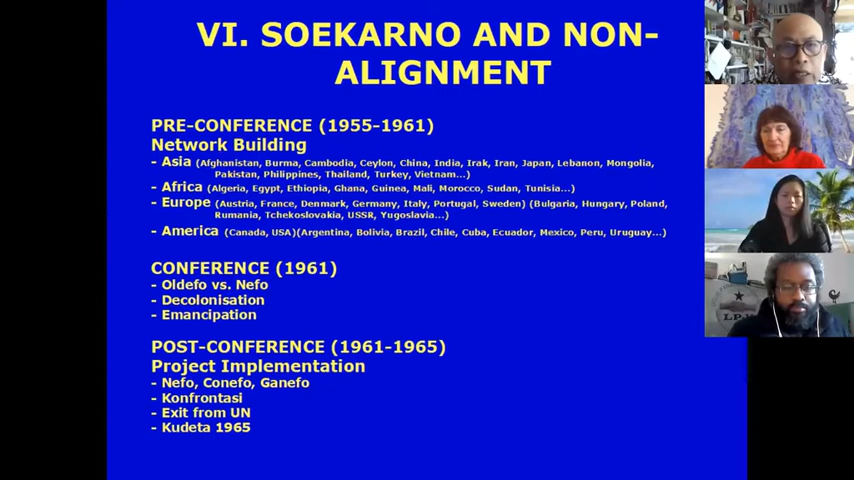 VI. SOEKARNO AND NON-
ALIGNMENT
PRE-CONFERENCE (1955-1961)
Network Building
- Asia (Afghanistan, Burma, Cambodia, Ceylon, China, India, Irak, Iran, Japan, Lebanon, Mongolia,
Pakistan, Philippines, Thailand, Turkey, Vietnam...)
- Africa (Algeria, Egypt, Ethiopia, Ghana, Guinea, Mali, Morocco, Sudan, Tunisia...)
- Europe (Austria, France, Denmark, Germany, Italy, Portugal, Sweden) (Bulgaria, Hungary, Poland,
Rumania, Tchekoslovakia, USSR, Yugoslavia...)
- America (Canada, USA)(Argentina, Bolivia, Brazil, Chile, Cuba, Ecuador, Mexico, Peru, Uruguay...)
CONFERENCE (1961)
- Oldefo vs. Nefo
- Decolonisation
- Emancipation
POST-CONFERENCE (1961-1965)
Project Implementation
- Nefo, Conefo, Ganefo
- Konfrontasi
- Exit from UN
- Kudeta 1965